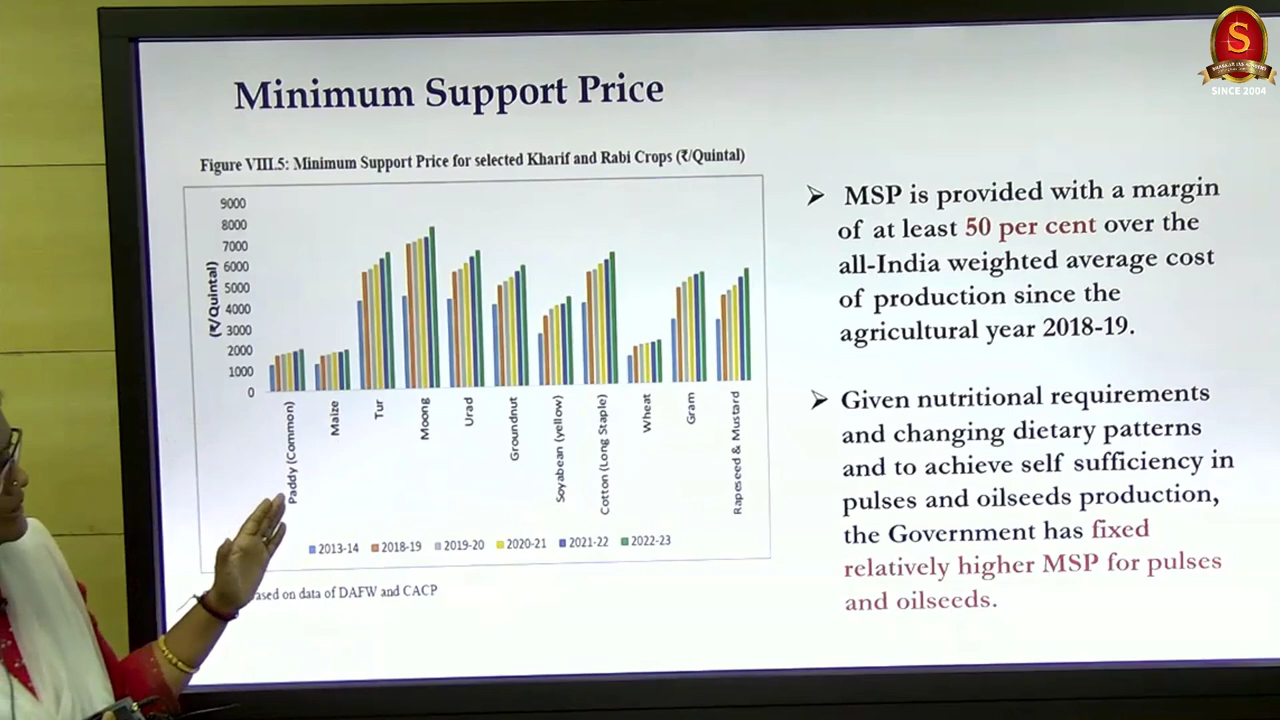 S
SHANKAR IAS ACADEMY
SINCE 2004
Minimum Support Price
Figure VIII.5: Minimum Support Price for selected Kharif and Rabi Crops (₹/Quintal)
(₹/Quintal)
9000
8000
7000
6000
5000
4000
3000
2000
1000
0
Paddy (Common)
Maize
Tur
Moong
Urad
Groundnut
Soyabean (yellow)
Cotton (Long Staple)
Wheat
Gram
Rapeseed & Mustard
2013-14 2018-19 2019-20 2020-21 2021-22 2022-23
ased on data of DAFW and CACP
➢ MSP is provided with a margin
of at least 50 per cent over the
all-India weighted average cost
of production since the
agricultural year 2018-19.
➢ Given nutritional requirements
and changing dietary patterns
and to achieve self sufficiency in
pulses and oilseeds production,
the Government has fixed
relatively higher MSP for pulses
and oilseeds.